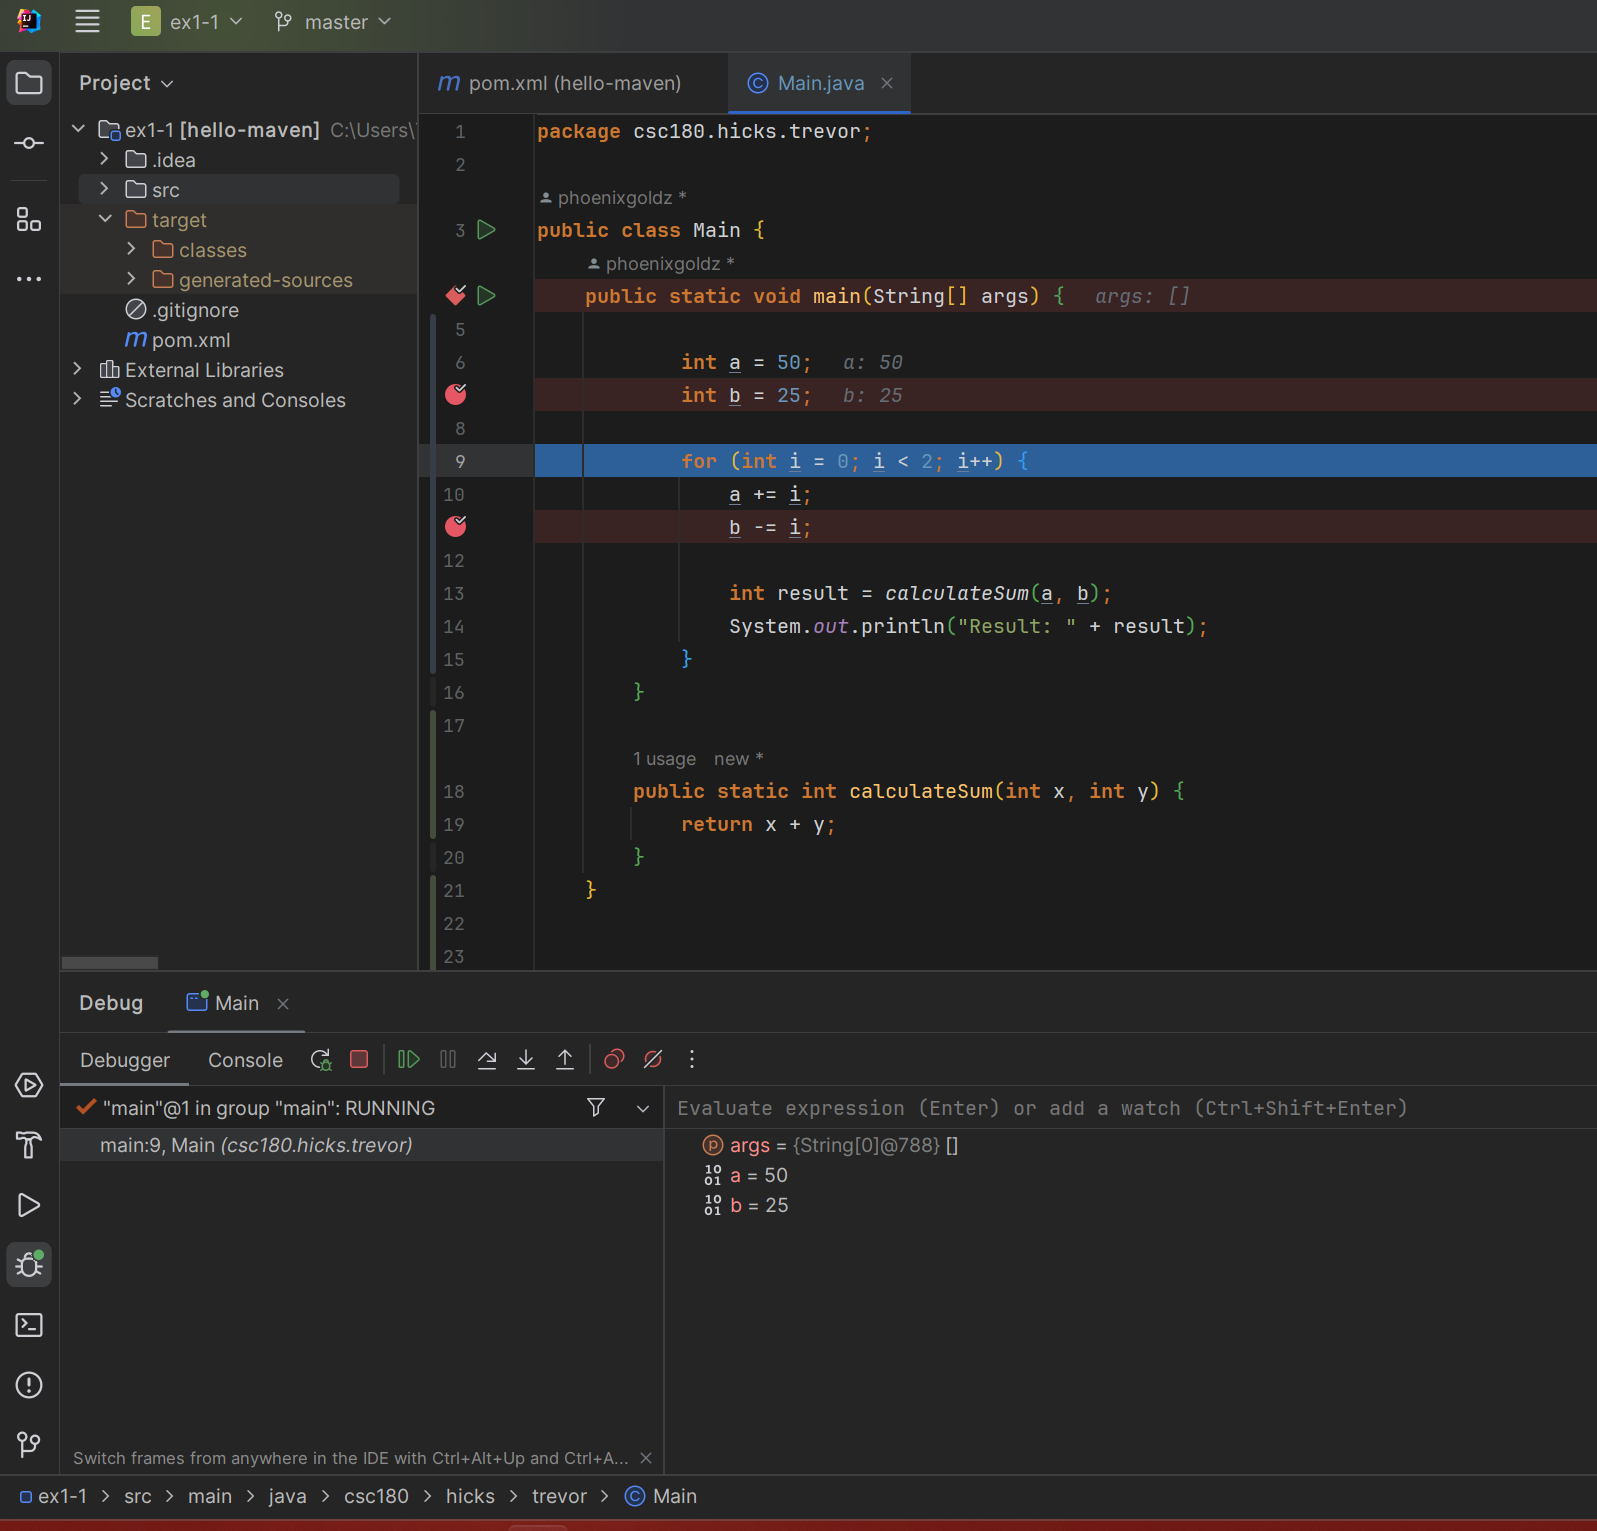 E ex1-1 master
Project
ex1-1 [hello-maven] C:\Users\
.idea
src
target
classes
generated-sources
.gitignore
pom.xml
External Libraries
Scratches and Consoles
pom.xml (hello-maven) Main.java
1 package csc180.hicks.trevor;
2
phoenixgoldz *
3 public class Main {
phoenixgoldz *
public static void main(String[] args) { args: []
5
6 int a = 50; a: 50
int b = 25; b: 25
8
9 for (int i = 0; i < 2; i++) {
10 a += i;
b -= i;
12
13 int result = calculateSum(a, b);
14 System.out.println("Result: " + result);
15 }
16 }
17
1 usage new *
18 public static int calculateSum(int x, int y) {
19 return x + y;
20 }
21 }
22
23
Debug Main
Debugger Console
"main"@1 in group "main": RUNNING
main:9, Main (csc180.hicks.trevor)
Evaluate expression (Enter) or add a watch (Ctrl+Shift+Enter)
args = {String[0]@788} []
a = 50
b = 25
Switch frames from anywhere in the IDE with Ctrl+Alt+Up and Ctrl+A...
ex1-1 > src > main > java > csc180 > hicks > trevor > Main